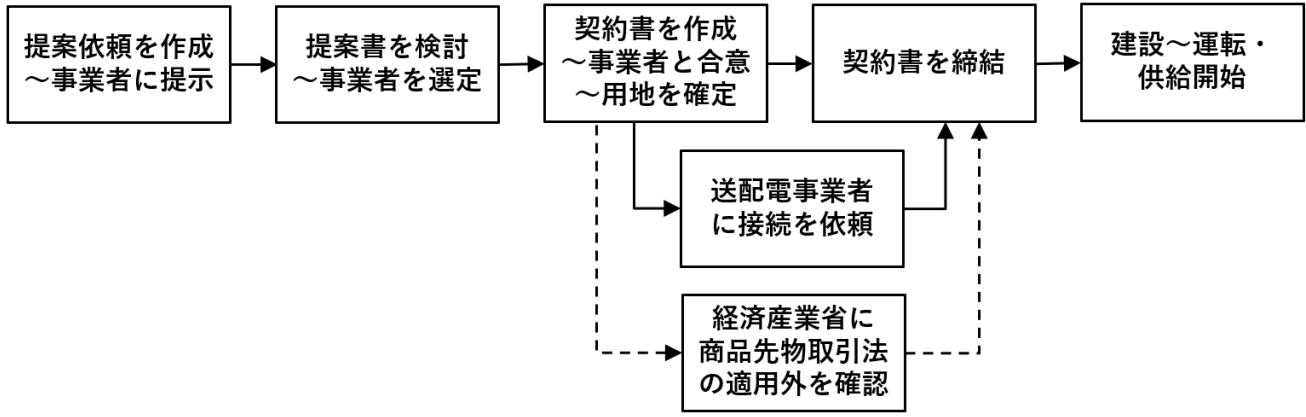 提案依頼を作成
～事業者に提示
提案書を検討
～事業者を選定
契約書を作成
～事業者と合意
～用地を確定
契約書を締結
建設～運転・
供給開始
送配電事業者
に接続を依頼
経済産業省に
商品先物取引法
の適用外を確認